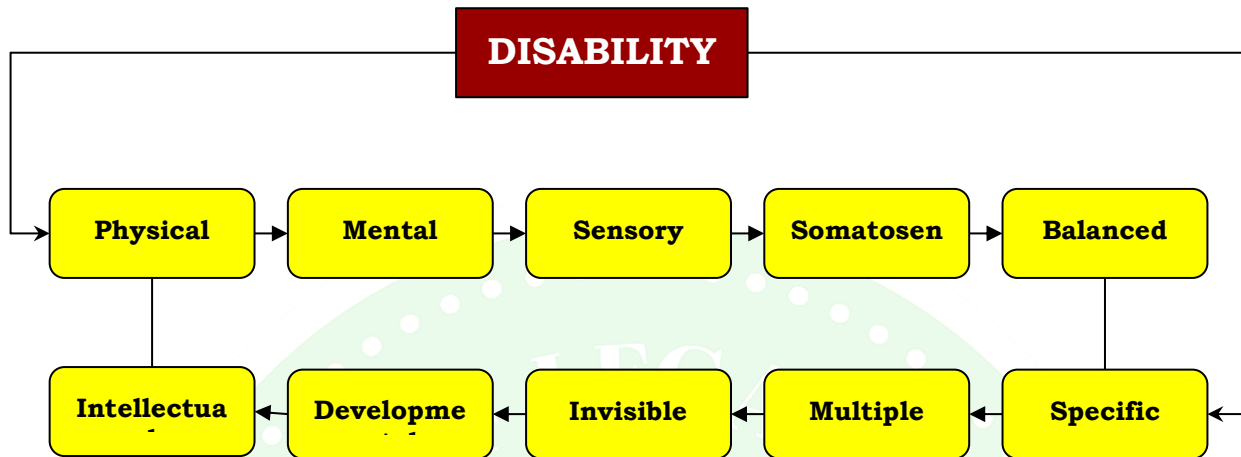 DISABILITY
Physical
Mental
Sensory
Somatosen
Balanced
Intellectua
Developme
Invisible
Multiple
Specific